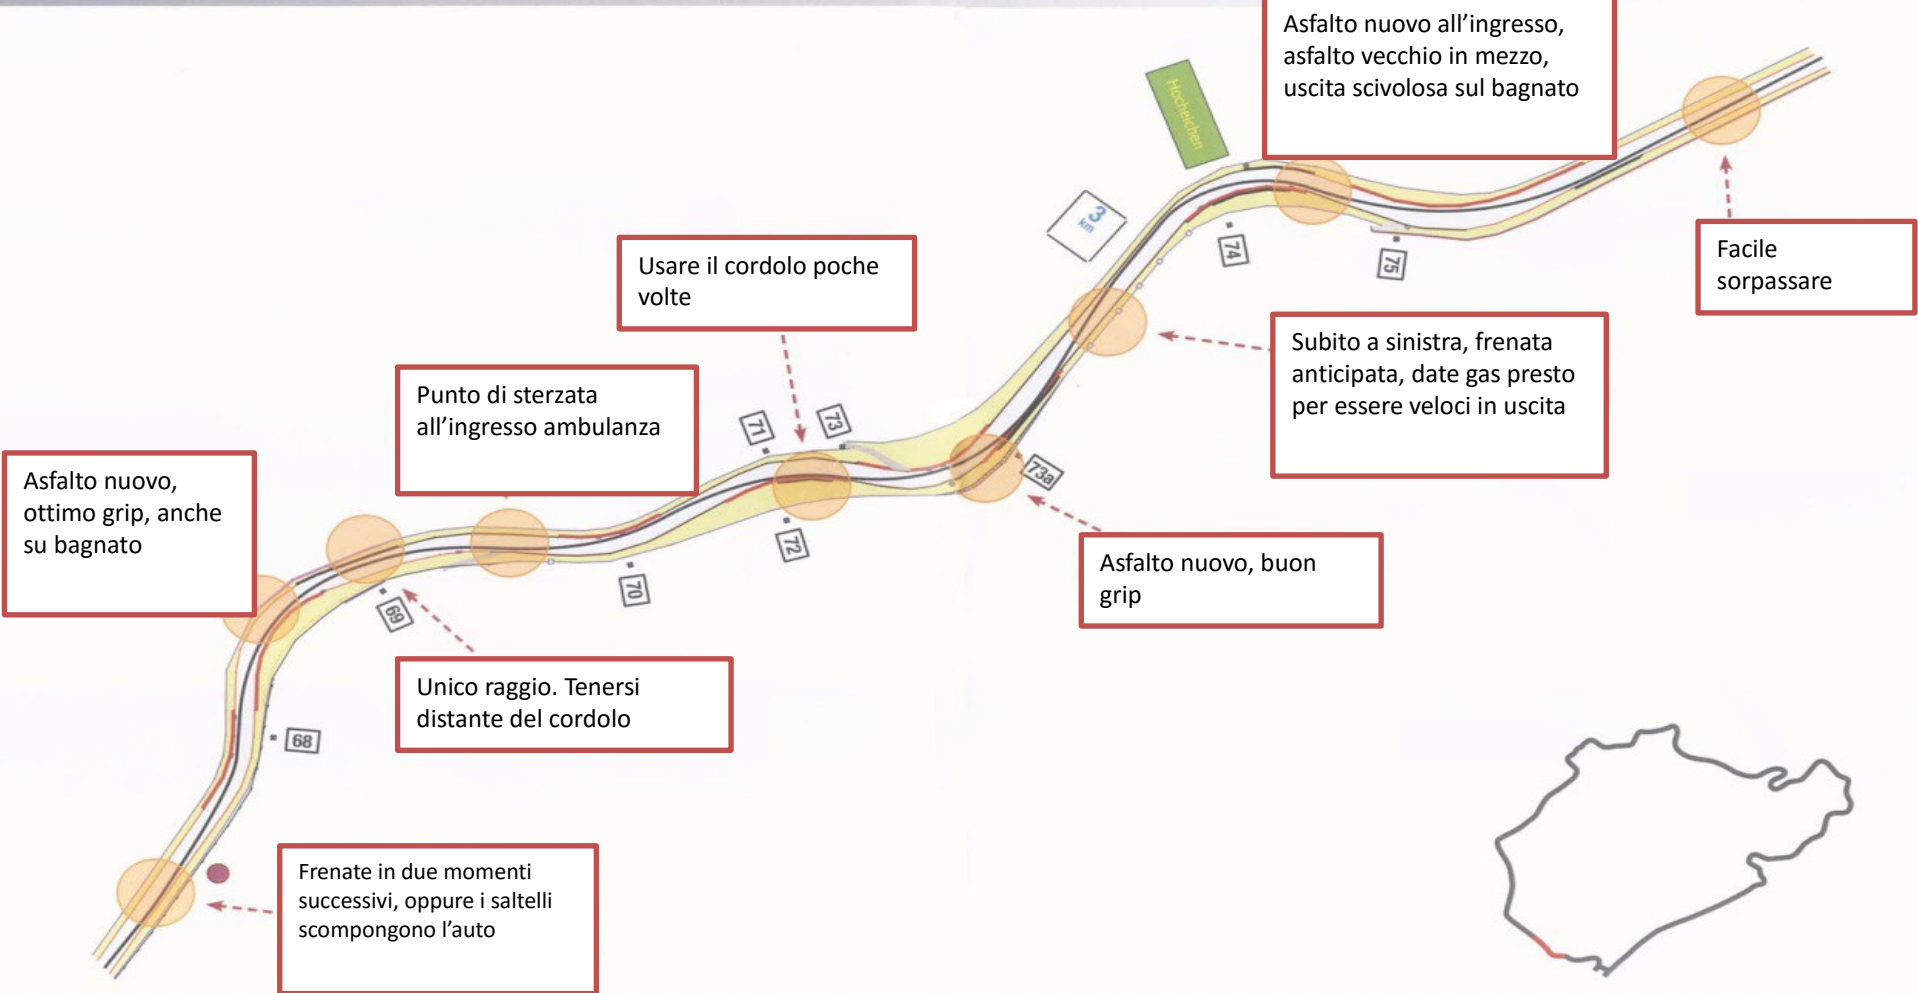 Asfalto nuovo all’ingresso,
asfalto vecchio in mezzo,
uscita scivolosa sul bagnato
Hocheichen
3
km
74
75
Facile
sorpassare
Usare il cordolo poche
volte
Subito a sinistra, frenata
anticipata, date gas presto
per essere veloci in uscita
Punto di sterzata
all’ingresso ambulanza
71
73
73a
72
Asfalto nuovo,
ottimo grip, anche
su bagnato
Asfalto nuovo, buon
grip
70
69
Unico raggio. Tenersi
distante del cordolo
68
Frenate in due momenti
successivi, oppure i saltelli
scompongono l’auto